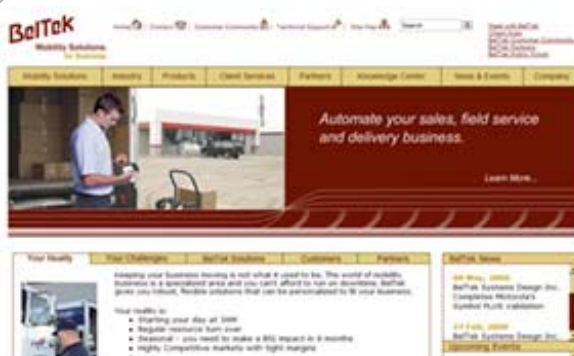 BelTek
Mobility Solutions
for Business
Home
Contact
Customer Community
Technical Support
Site Map
Search
BelTek Customer Community
Mobility Solutions
Industry
Products
Client Services
Partners
Knowledge Center
News & Events
Company
Automate your sales, field service
and delivery business.
Learn More...
Your Reality
Your Challenges
BelTek Solutions
Customers
Partners
BelTek News
Keeping your business moving is not what it used to be. The world of mobility
business is a specialized area and you can't afford to run on downtime. BelTek
gives you robust, flexible solutions that can be personalized to fit your business.
Your reality is:
Starting your day at 3AM
Regular resource turn over
Seasonal - you need to make a BIG impact in 9 months
Highly Competitive markets with tight margins
BelTek Systems Design Inc.
Completes Motorola's
Symbol PLUS validation
BelTek Systems Design Inc.
Upcoming Events